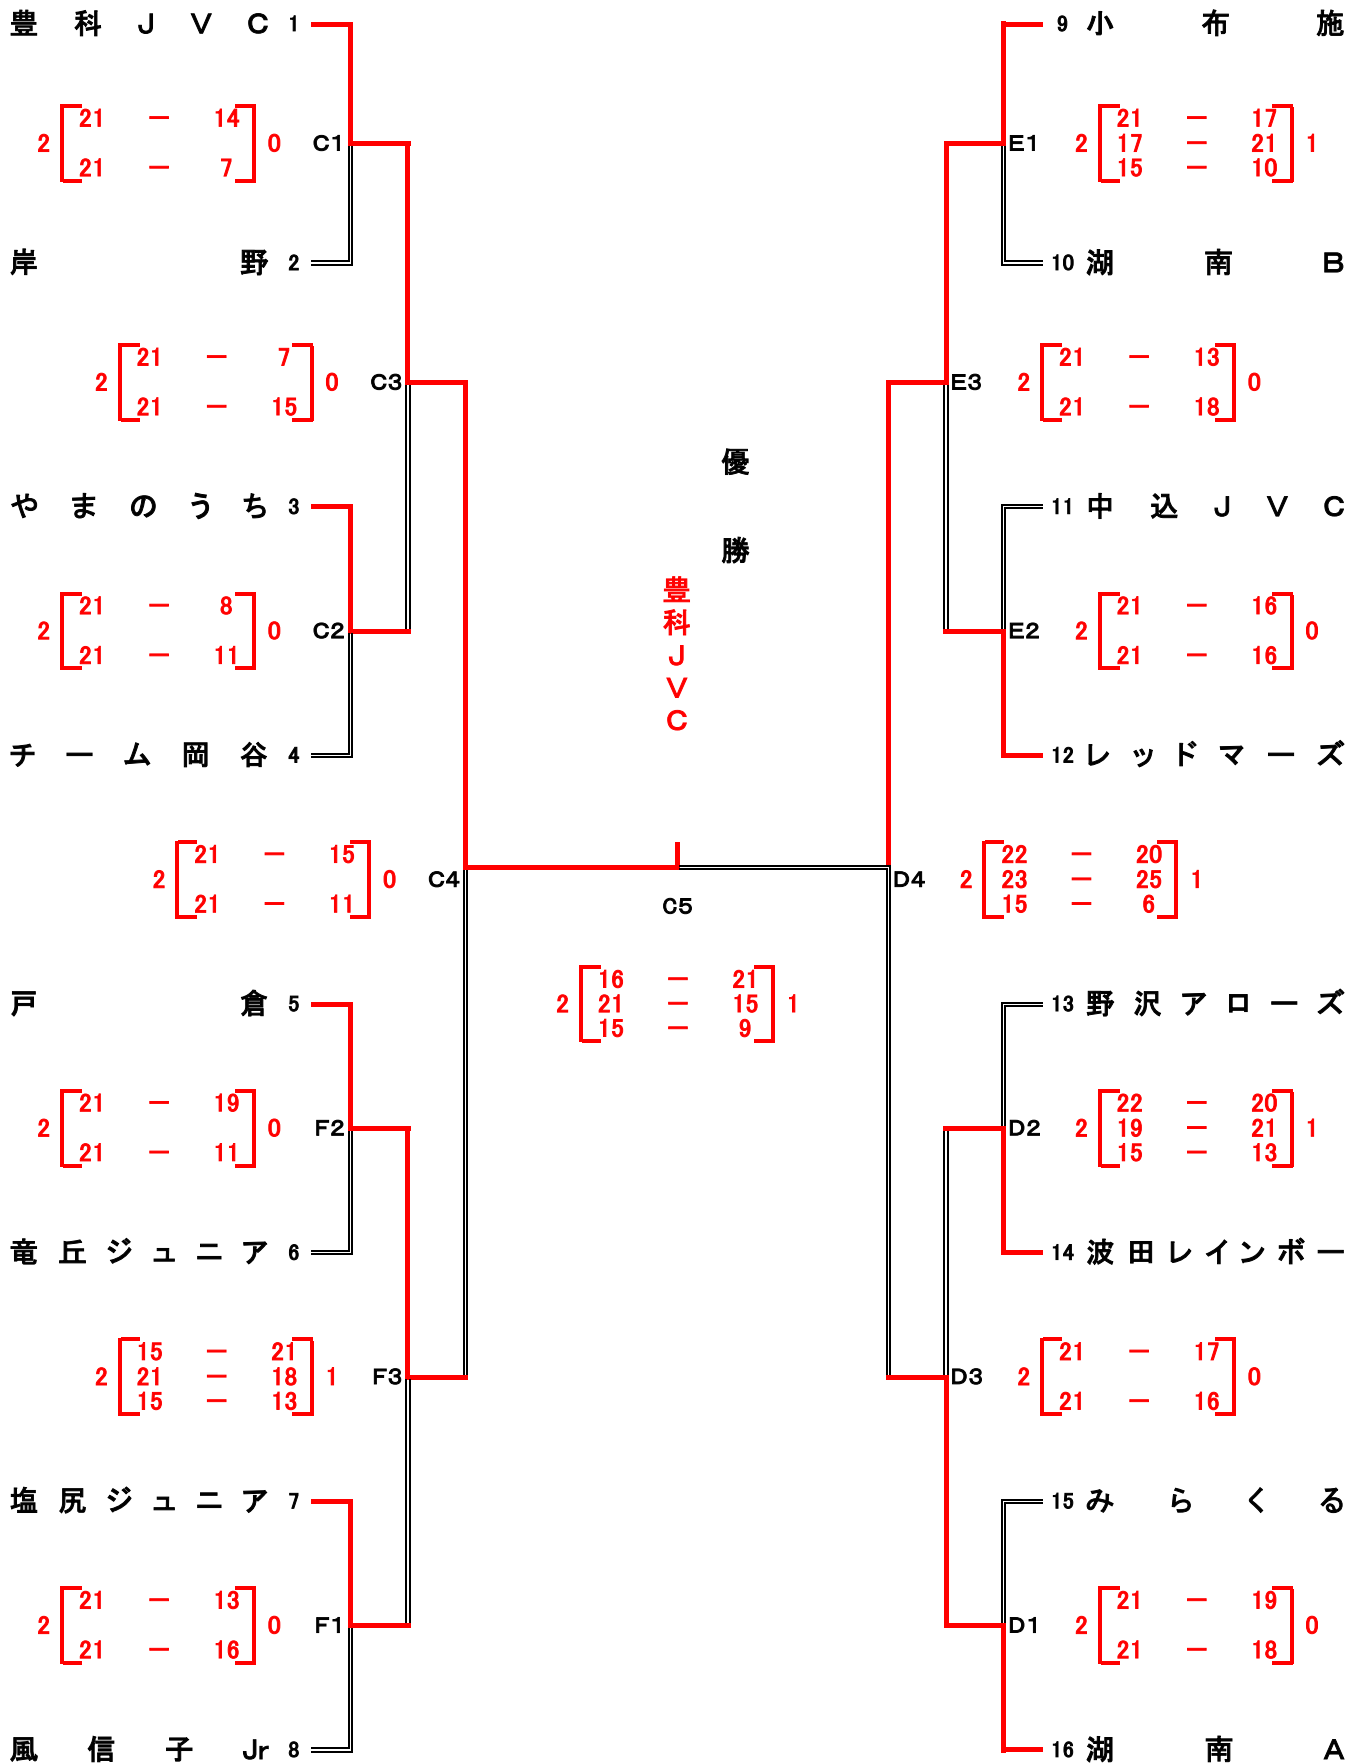 豊科JVC 1
2 21 － 14 0
21 － 7
C1
岸野 2
2 21 － 7 0
21 － 15
C3
やまのうち 3
2 21 － 8 0
21 － 11
C2
チーム岡谷 4
2 21 － 15 0
21 － 11
C4
戸倉 5
2 21 － 19 0
21 － 11
F2
竜丘ジュニア 6
15 － 21
2 21 － 18 1
15 － 13
F3
塩尻ジュニア 7
2 21 － 13 0
21 － 16
F1
風信子Jr 8
優勝
豊科JVC
C5
16 － 21
2 21 － 15 1
15 － 9
9 小布施
E1
21 － 17
2 17 － 21 1
15 － 10
10 湖南B
E3
2 21 － 13 0
21 － 18
11 中込JVC
E2
2 21 － 16 0
21 － 16
12 レッドマーズ
D4
22 － 20
2 23 － 25 1
15 － 6
13 野沢アローズ
D2
22 － 20
2 19 － 21 1
15 － 13
14 波田レインボー
D3
2 21 － 17 0
21 － 16
15 みらくる
D1
2 21 － 19 0
21 － 18
16 湖南A